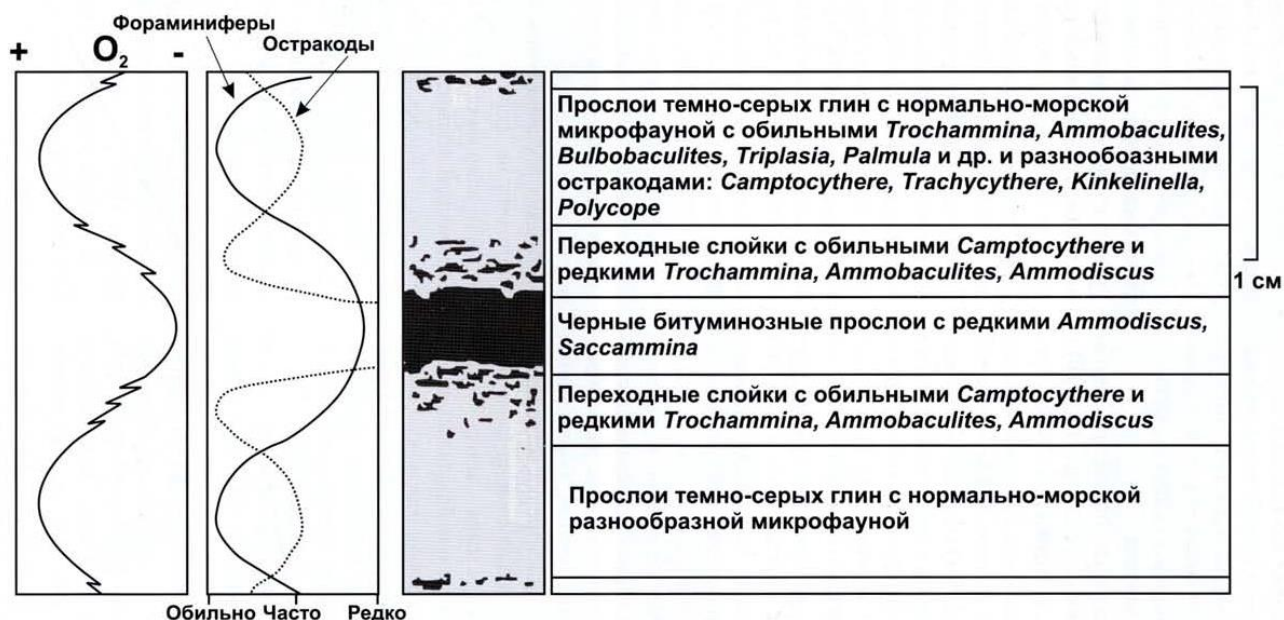 Фораминиферы
+ O2 - Остракоды
Прослои темно-серых глин с нормально-морской
микрофауной с обильными Trochammina, Ammobaculites,
Bulbobaculites, Triplasia, Palmula и др. и разнообоазными
остракодами: Camptocythere, Trachycythere, Kinkelinella,
Polycope
Переходные слойки с обильными Camptocythere и
редкими Trochammina, Ammobaculites, Ammodiscus
1 см
Черные битуминозные прослои с редкими Ammodiscus,
Saccammina
Переходные слойки с обильными Camptocythere и
редкими Trochammina, Ammobaculites, Ammodiscus
Прослои темно-серых глин с нормально-морской
разнообразной микрофауной
Обильно Часто Редко